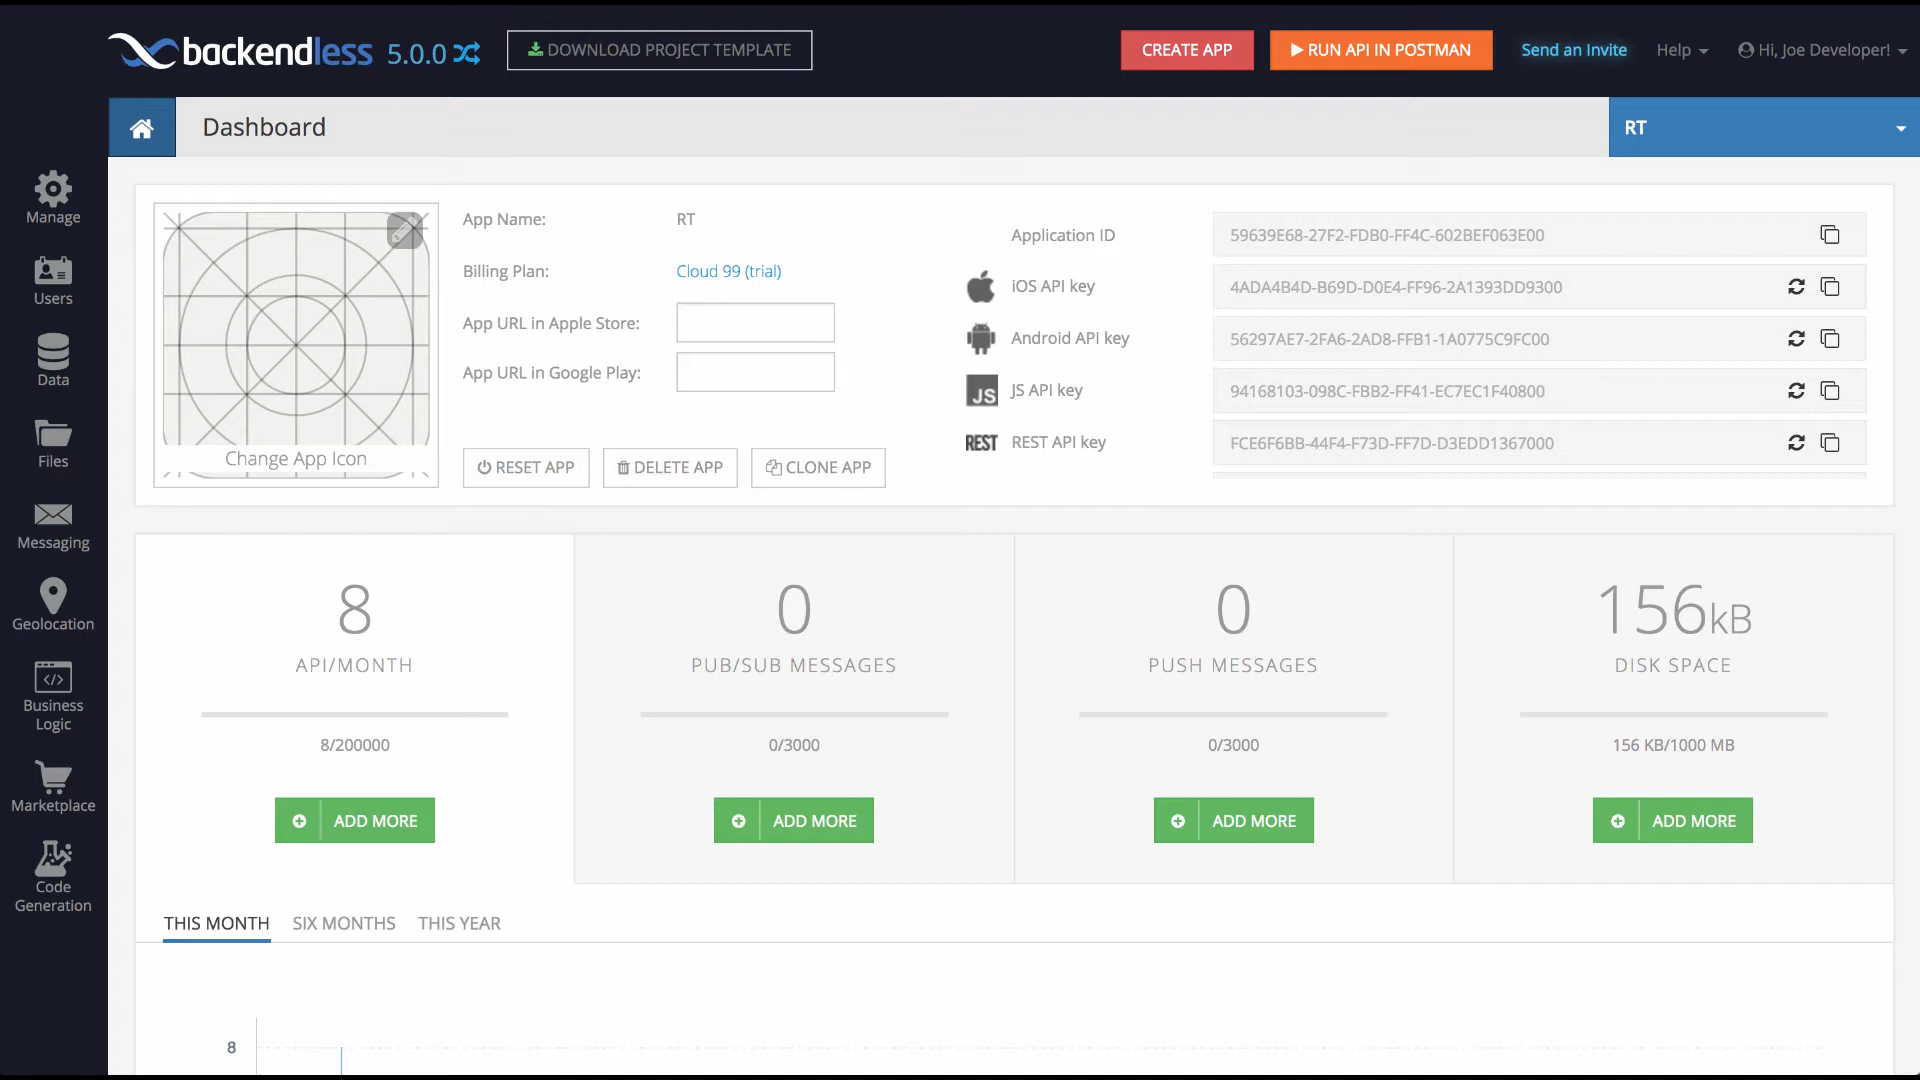 backendless 5.0.0
DOWNLOAD PROJECT TEMPLATE
CREATE APP
RUN API IN POSTMAN
Send an Invite
Help
Hi, Joe Developer!
Dashboard
RT
Manage
Users
Data
Files
Messaging
Geolocation
Business
Logic
Marketplace
Code
Generation
Change App Icon
App Name: RT
Billing Plan: Cloud 99 (trial)
App URL in Apple Store:
App URL in Google Play:
RESET APP
DELETE APP
CLONE APP
Application ID 59639E68-27F2-FDB0-FF4C-602BEF063E00
iOS API key 4ADA4B4D-B69D-D0E4-FF96-2A1393DD9300
Android API key 56297AE7-2FA6-2AD8-FFB1-1A0775C9FC00
JS JS API key 94168103-098C-FBB2-FF41-EC7EC1F40800
REST REST API key FCE6F6BB-44F4-F73D-FF7D-D3EDD1367000
8
API/MONTH
8/200000
ADD MORE
0
PUB/SUB MESSAGES
0/3000
ADD MORE
0
PUSH MESSAGES
0/3000
ADD MORE
156kB
DISK SPACE
156 KB/1000 MB
ADD MORE
THIS MONTH
SIX MONTHS
THIS YEAR
8